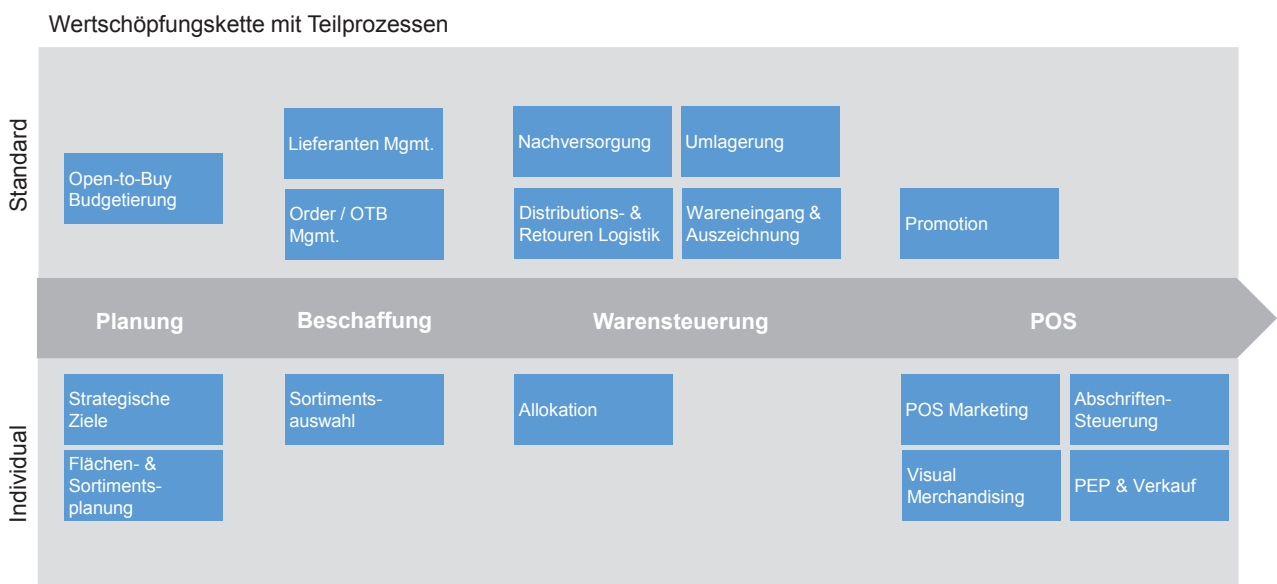 Wertschöpfungskette mit Teilprozessen
Standard
Open-to-Buy
Budgetierung
Lieferanten Mgmt.
Order / OTB
Mgmt.
Nachversorgung
Umlagerung
Distributions- &
Retouren Logistik
Wareneingang &
Auszeichnung
Promotion
Planung
Beschaffung
Warensteuerung
POS
Individual
Strategische
Ziele
Flächen- &
Sortiments-
planung
Sortiments-
auswahl
Allokation
POS Marketing
Abschriften-
Steuerung
Visual
Merchandising
PEP & Verkauf